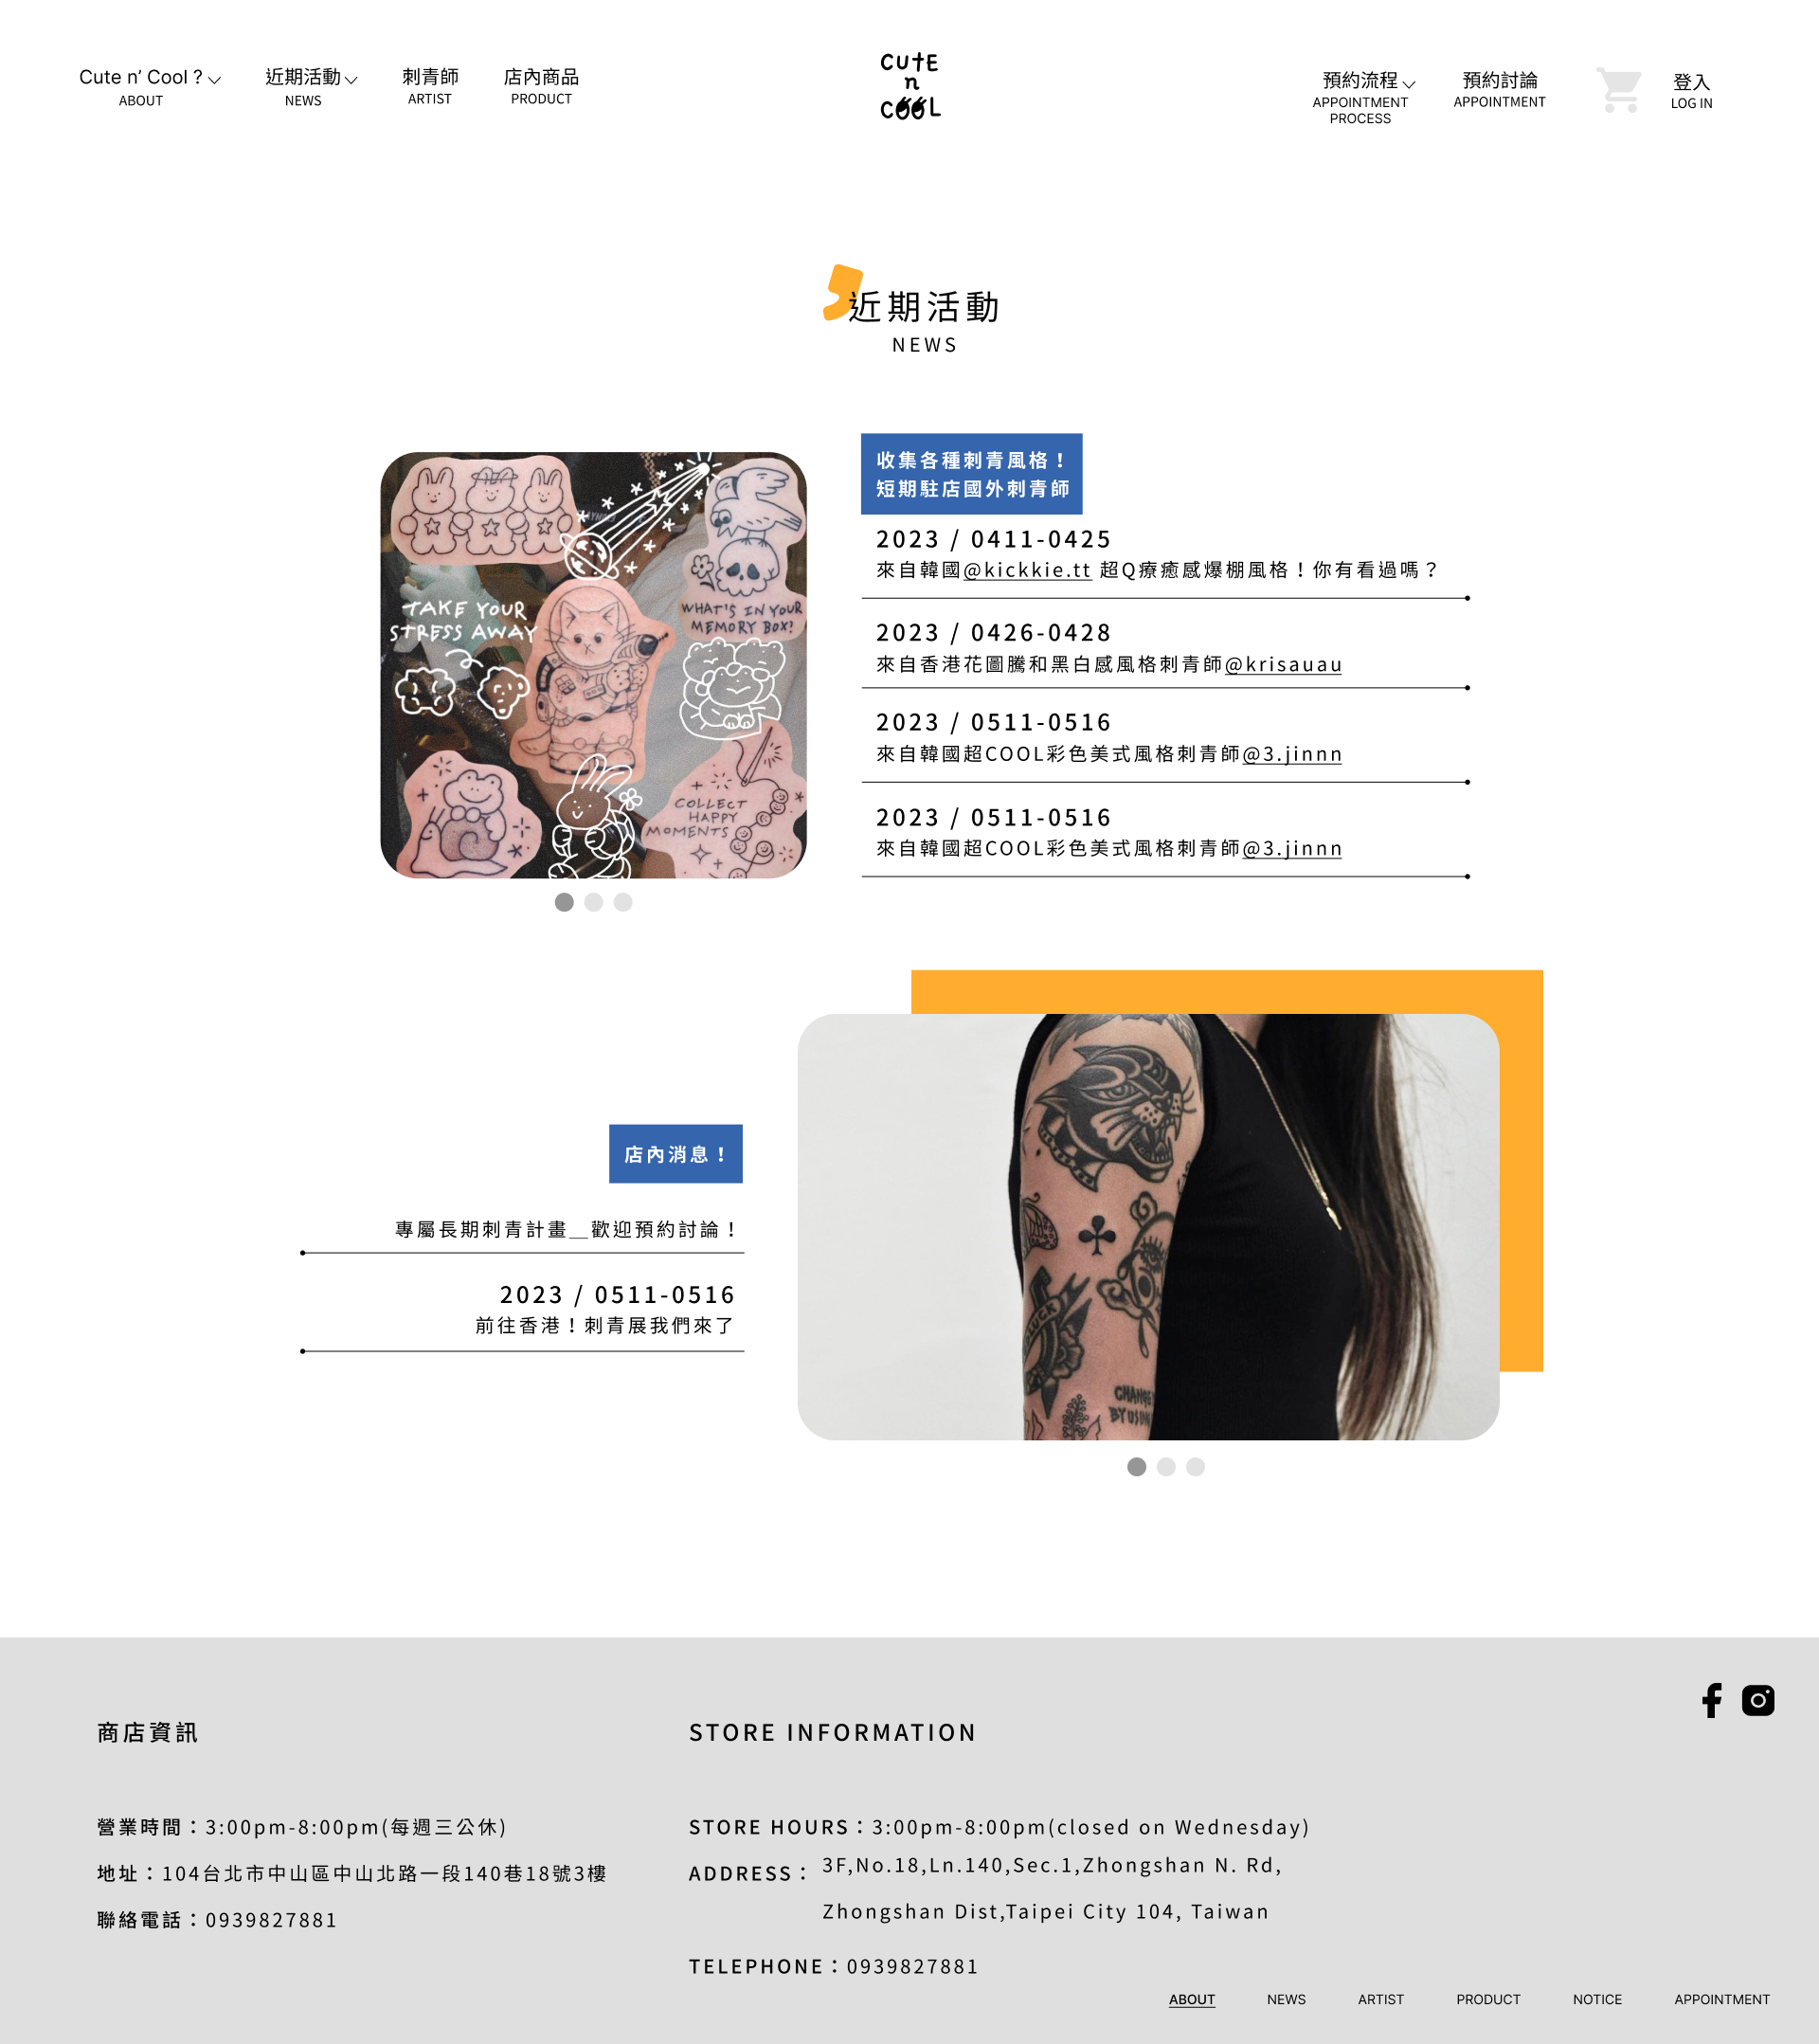 Cute n’ Cool ?
ABOUT
近期活動
NEWS
刺青師
ARTIST
店內商品
PRODUCT
CUTE
n
COOL
預約流程
APPOINTMENT
PROCESS
預約討論
APPOINTMENT
登入
LOG IN
近期活動
NEWS
TAKE YOUR
STRESS AWAY
WHAT'S IN YOUR
MEMORY BOX?
COLLECT
HAPPY
MOMENTS
收集各種刺青風格！
短期駐店國外刺青師
2023 / 0411-0425
來自韓國@kickkie.tt 超Q療癒感爆棚風格！你有看過嗎？
2023 / 0426-0428
來自香港花圖騰和黑白感風格刺青師@krisauau
2023 / 0511-0516
來自韓國超COOL彩色美式風格刺青師@3.jinnn
2023 / 0511-0516
來自韓國超COOL彩色美式風格刺青師@3.jinnn
店內消息！
專屬長期刺青計畫__歡迎預約討論！
2023 / 0511-0516
前往香港！刺青展我們來了
LUCK
CHANGE
BY USIN
商店資訊
營業時間：3:00pm-8:00pm(每週三公休)
地址：104台北市中山區中山北路一段140巷18號3樓
聯絡電話：0939827881
STORE INFORMATION
STORE HOURS：3:00pm-8:00pm(closed on Wednesday)
ADDRESS： 3F,No.18,Ln.140,Sec.1,Zhongshan N. Rd,
Zhongshan Dist,Taipei City 104, Taiwan
TELEPHONE：0939827881
ABOUT
NEWS
ARTIST
PRODUCT
NOTICE
APPOINTMENT